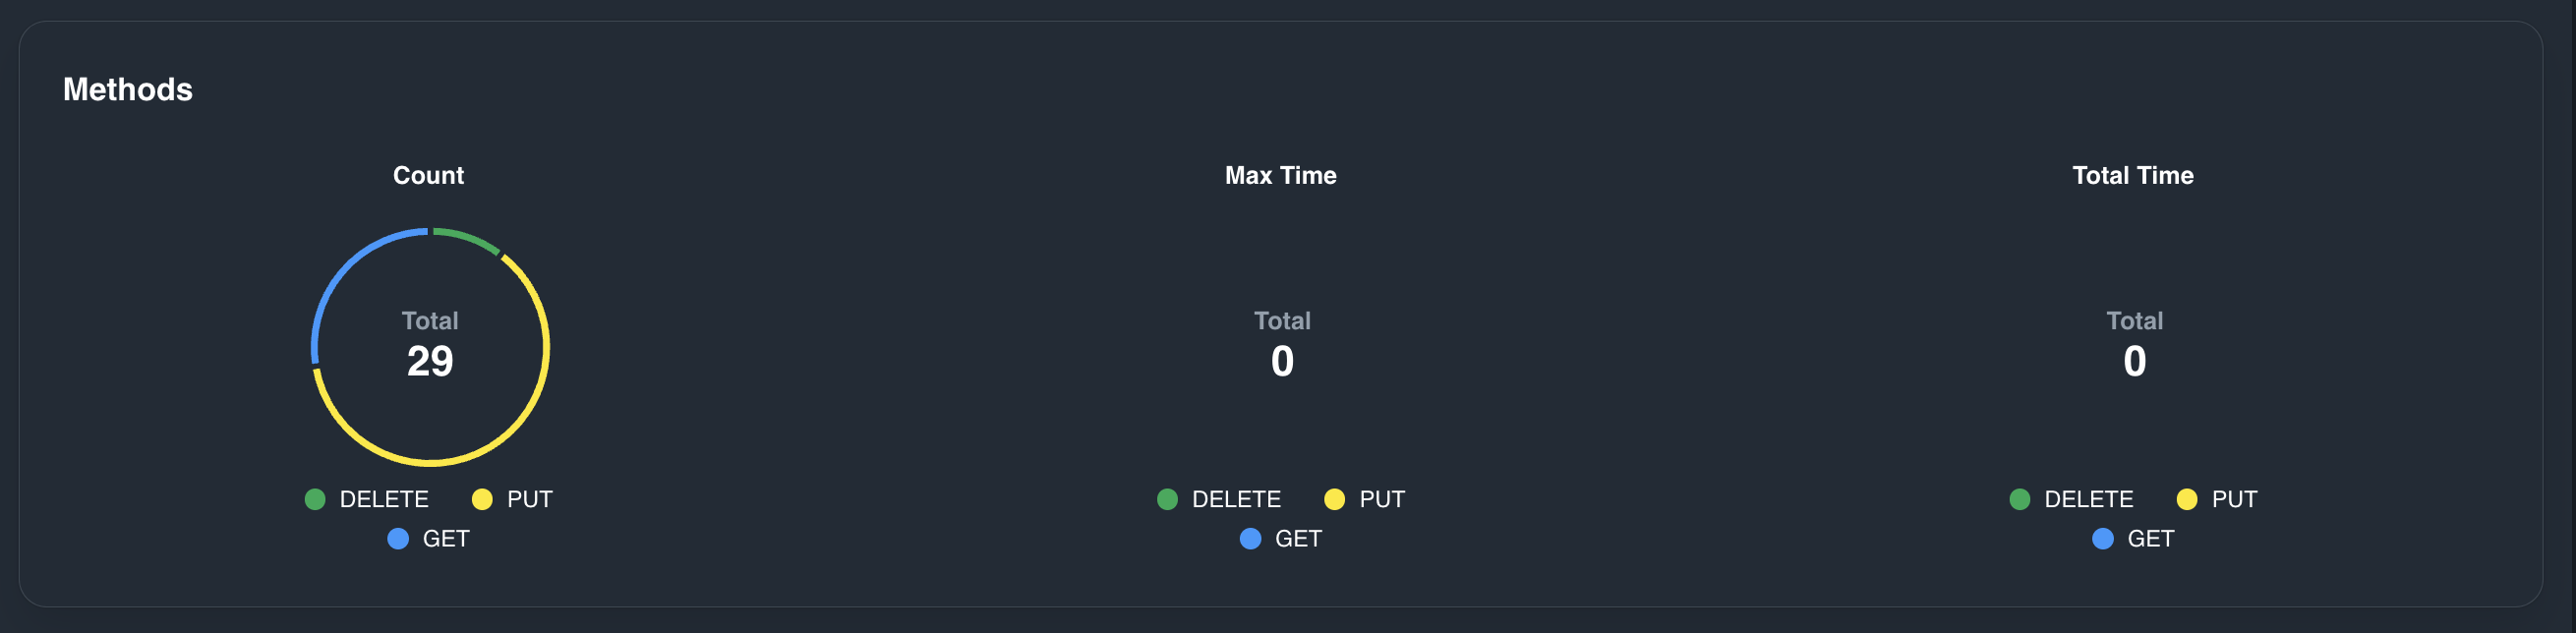 Methods
Count
Total
29
DELETE PUT
GET
Max Time
Total
0
DELETE PUT
GET
Total Time
Total
0
DELETE PUT
GET